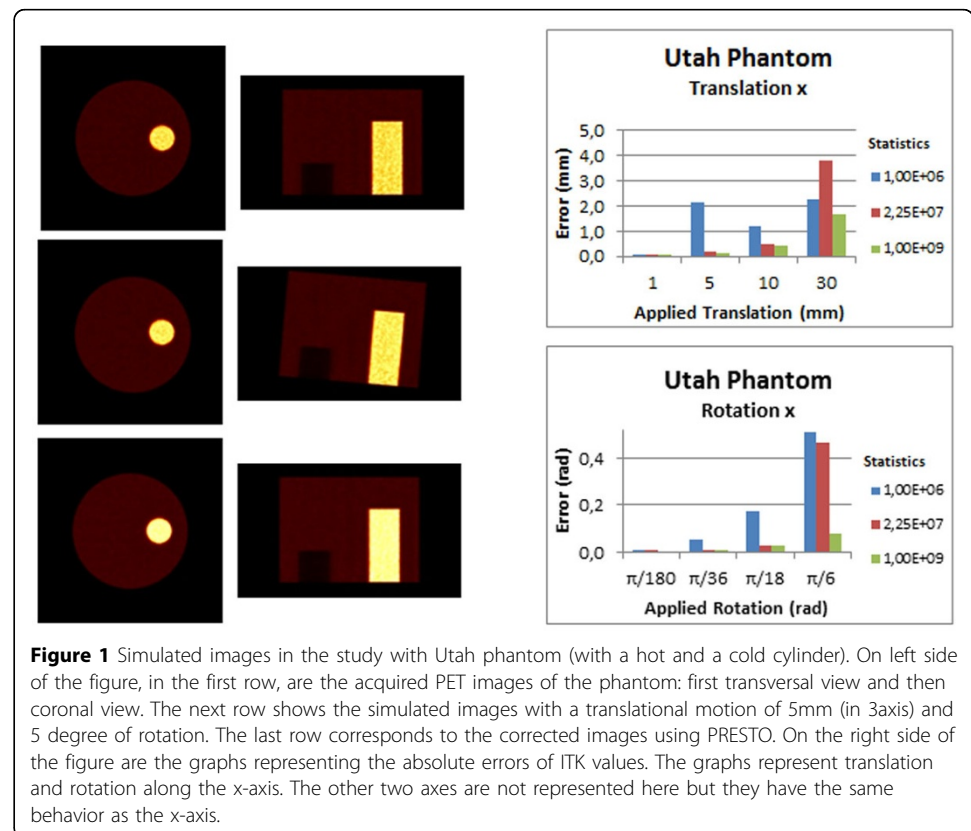 Utah Phantom
Translation x
5,0
4,0
3,0
2,0
1,0
0,0
Error (mm)
1 5 10 30
Applied Translation (mm)
Statistics
1,00E+06
2,25E+07
1,00E+09
Utah Phantom
Rotation x
0,4
0,2
0,0
Error (rad)
π/180 π/36 π/18 π/6
Applied Rotation (rad)
Statistics
1,00E+06
2,25E+07
1,00E+09
Figure 1 Simulated images in the study with Utah phantom (with a hot and a cold cylinder). On left side
of the figure, in the first row, are the acquired PET images of the phantom: first transversal view and then
coronal view. The next row shows the simulated images with a translational motion of 5mm (in 3axis) and
5 degree of rotation. The last row corresponds to the corrected images using PRESTO. On the right side of
the figure are the graphs representing the absolute errors of ITK values. The graphs represent translation
and rotation along the x-axis. The other two axes are not represented here but they have the same
behavior as the x-axis.